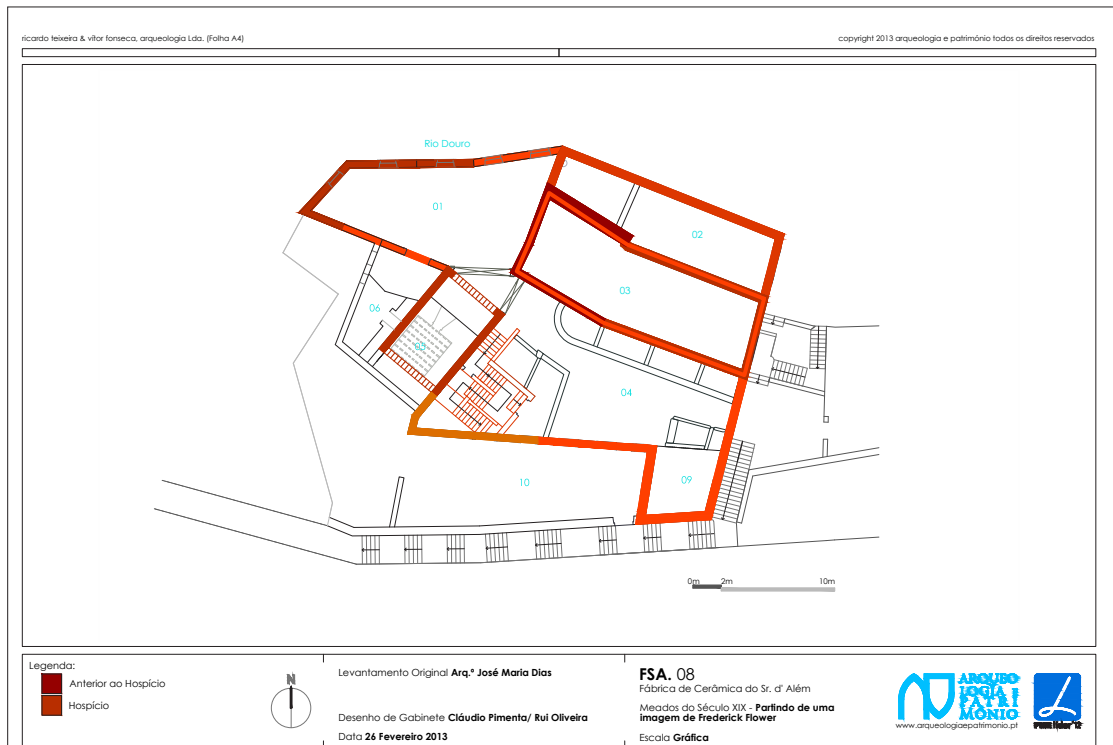 ricardo teixeira & vítor fonseca, arqueologia Lda. (Folha A4)
copyright 2013 arqueologia e património todos os direitos reservados
Rio Douro
01
02
03
06
04
10
09
0m 2m 10m
Legenda:
Anterior ao Hospício
Hospício
N
Levantamento Original Arq.º José Maria Dias
Desenho de Gabinete Cláudio Pimenta/ Rui Oliveira
Data 26 Fevereiro 2013
FSA. 08
Fábrica de Cerâmica do Sr. d' Além
Meados do Século XIX - Partindo de uma
imagem de Frederick Flower
Escala Gráfica
ARQUEO
LOGIA
PATRI
MÓNIO
www.arqueologiaepatrimonio.pt